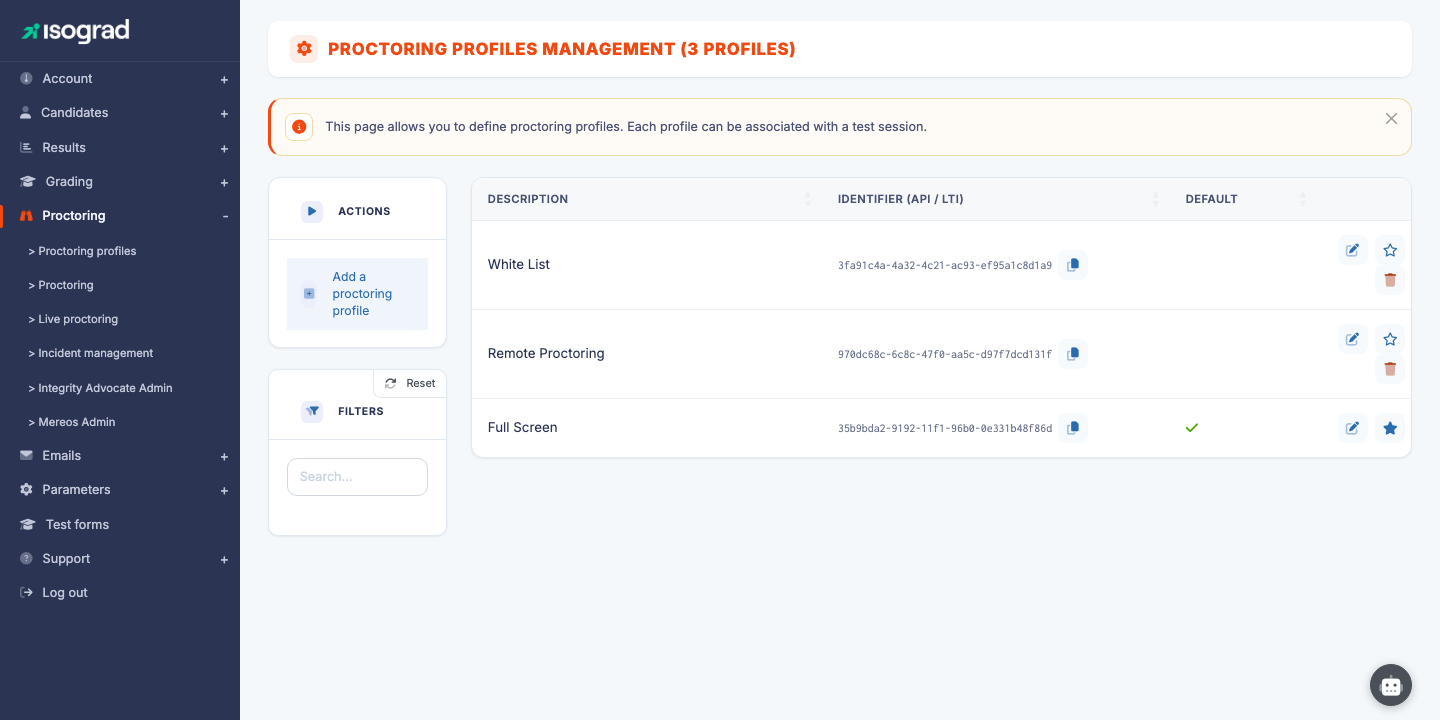 isograd
Account +
Candidates +
Results +
Grading +
Proctoring -
> Proctoring profiles
> Proctoring
> Live proctoring
> Incident management
> Integrity Advocate Admin
> Mereos Admin
Emails +
Parameters +
Test forms
Support +
Log out
PROCTORING PROFILES MANAGEMENT (3 PROFILES)
This page allows you to define proctoring profiles. Each profile can be associated with a test session.
ACTIONS
Add a
proctoring
profile
Reset
FILTERS
Search...
DESCRIPTION IDENTIFIER (API / LTI) DEFAULT
White List 3fa91c4a-4a32-4c21-ac93-ef95a1c8d1a9
Remote Proctoring 970dc68c-6c8c-47f0-aa5c-d97f7dcd131f
Full Screen 35b9bda2-9192-11f1-96b0-0e331b48f86d